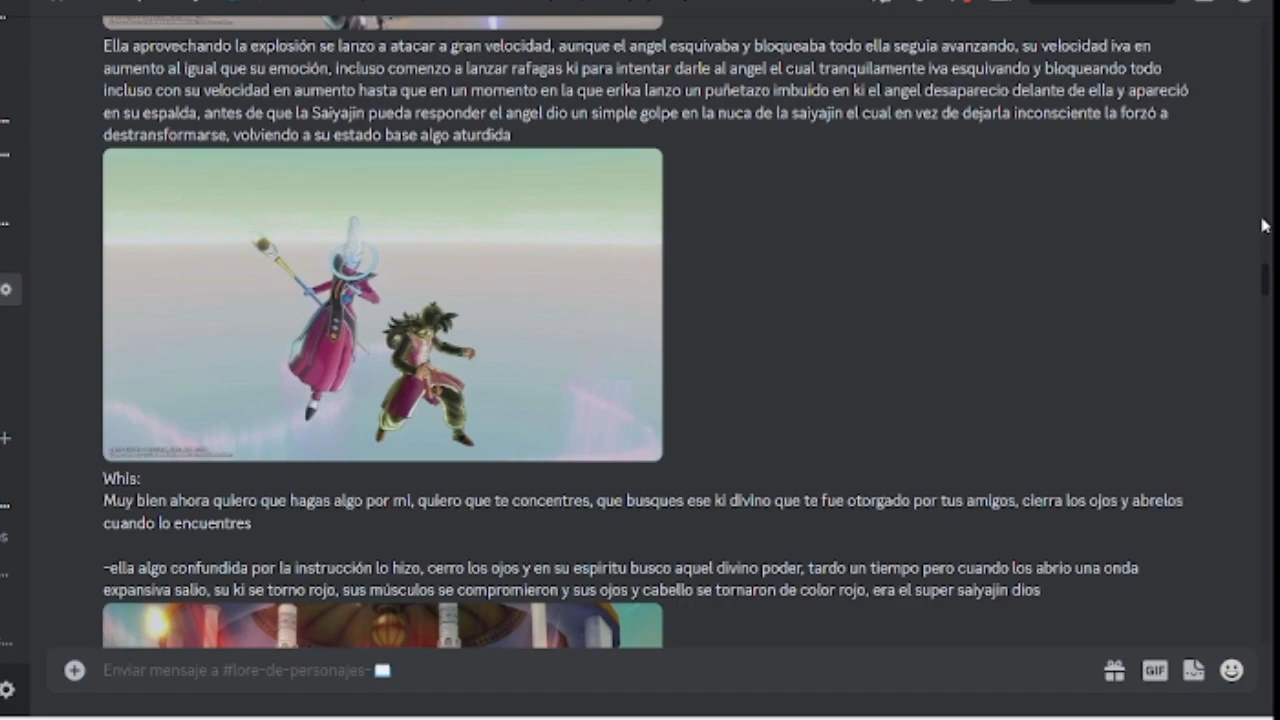 Ella aprovechando la explosión se lanzo a atacar a gran velocidad, aunque el angel esquivaba y bloqueaba todo ella seguia avanzando, su velocidad iva en
aumento al igual que su emoción, incluso comenzo a lanzar rafagas ki para intentar darle al angel el cual tranquilamente iva esquivando y bloqueando todo
incluso con su velocidad en aumento hasta que en un momento en la que erika lanzo un puñetazo imbuido en ki el angel desaparecio delante de ella y apareció
en su espalda, antes de que la Saiyajin pueda responder el angel dio un simple golpe en la nuca de la saiyajin el cual en vez de dejarla inconsciente la forzó a
destransformarse, volviendo a su estado base algo aturdida
Whis:
Muy bien ahora quiero que hagas algo por mi, quiero que te concentres, que busques ese ki divino que te fue otorgado por tus amigos, cierra los ojos y abrelos
cuando lo encuentres
-ella algo confundida por la instrucción lo hizo, cerro los ojos y en su espiritu busco aquel divino poder, tardo un tiempo pero cuando los abrio una onda
expansiva salio, su ki se torno rojo, sus músculos se compromieron y sus ojos y cabello se tornaron de color rojo, era el super saiyajin dios
Enviar mensaje a #lore-de-personajes-
GIF